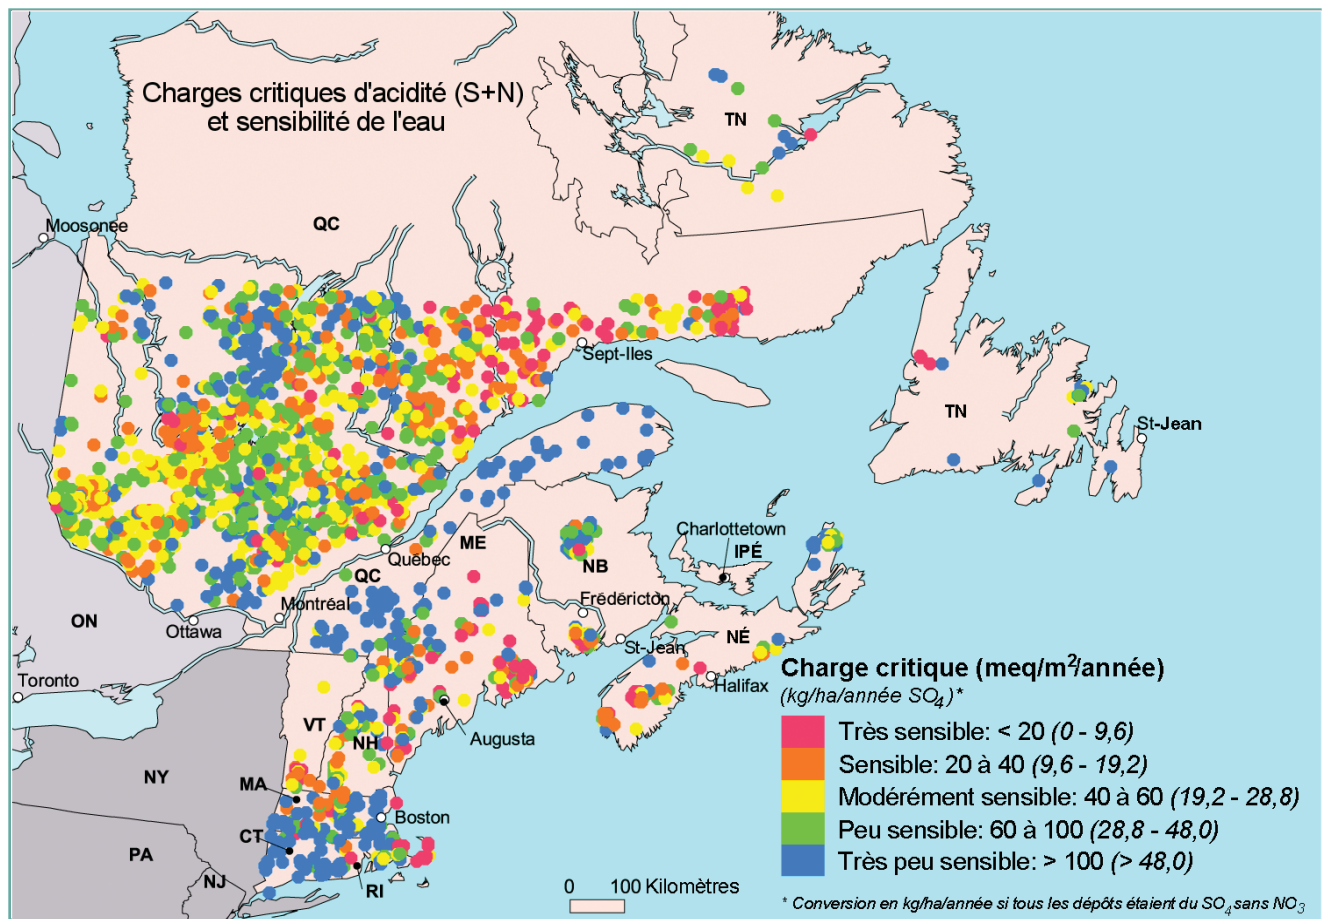 Charges critiques d'acidité (S+N)
et sensibilité de l'eau
TN
QC
Moosonee
Sept-Iles
TN
St-Jean
Charlottetown
IPÉ
ME
Québec
QC
NB
Frédéricton
Montréal
ON
Ottawa
St-Jean
NÉ
Toronto
Halifax
VT
Augusta
NH
NY
MA
Boston
CT
PA
NJ
RI
Charge critique (meq/m²/année)
(kg/ha/année SO₄)*
Très sensible: < 20 (0 - 9,6)
Sensible: 20 à 40 (9,6 - 19,2)
Modérément sensible: 40 à 60 (19,2 - 28,8)
Peu sensible: 60 à 100 (28,8 - 48,0)
Très peu sensible: > 100 (> 48,0)
0 100 Kilomètres
* Conversion en kg/ha/année si tous les dépôts étaient du SO₄ sans NO₃